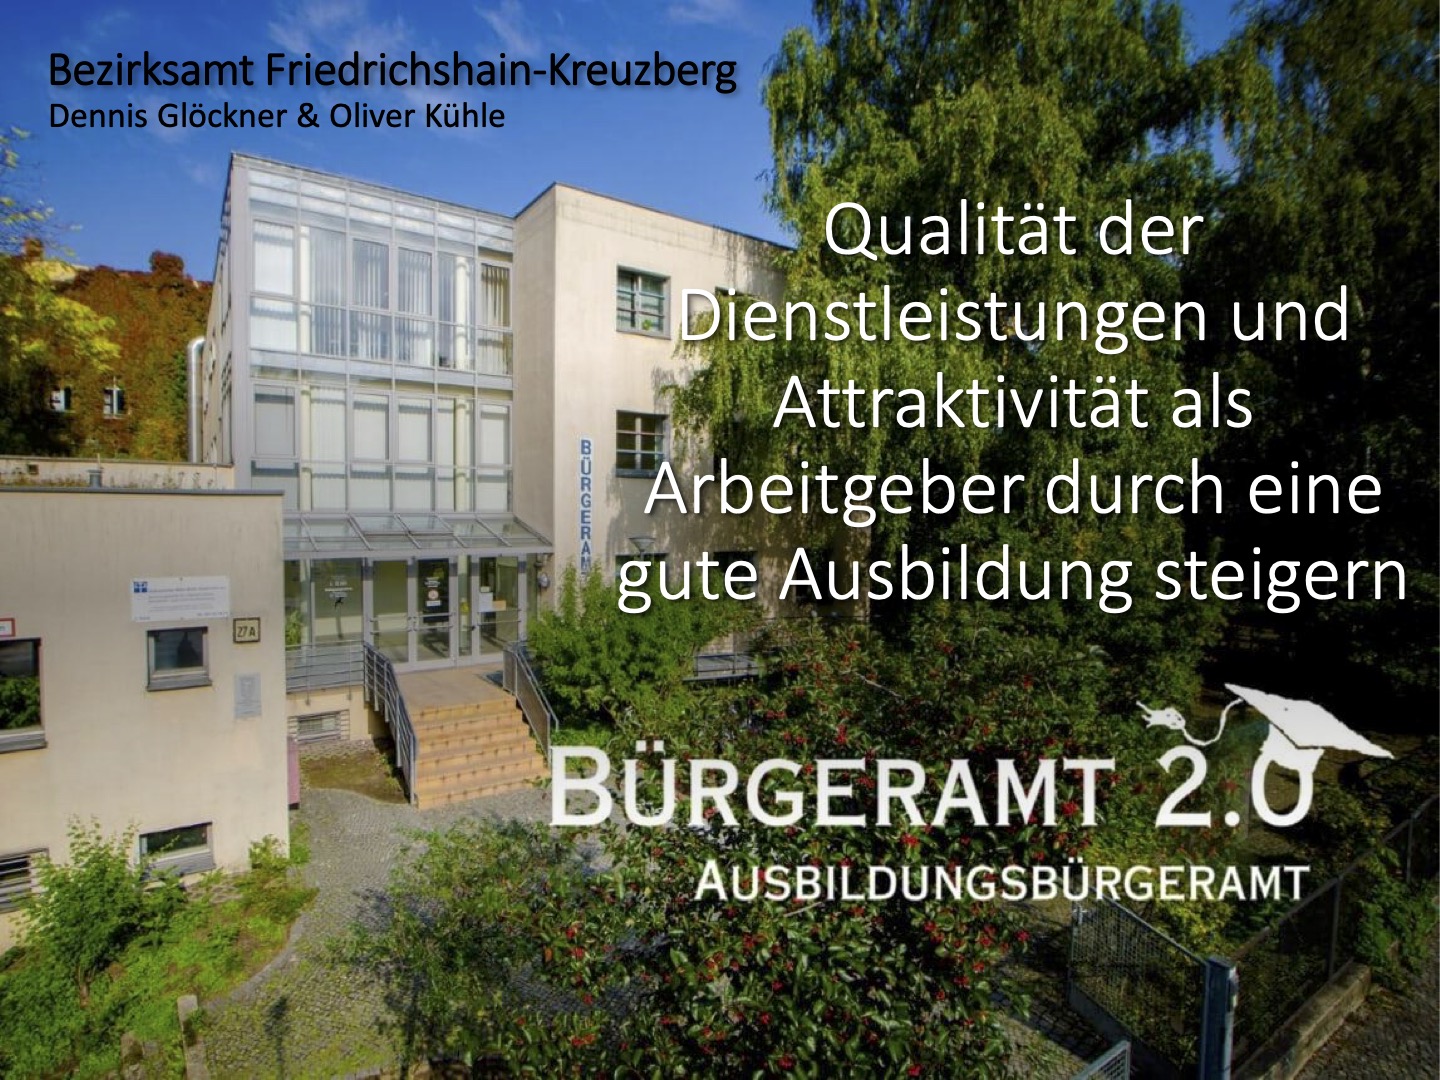 Bezirksamt Friedrichshain-Kreuzberg
Dennis Glöckner & Oliver Kühle
Qualität der
Dienstleistungen und
Attraktivität als
Arbeitgeber durch eine
gute Ausbildung steigern
BÜRGERAMT
27A
BÜRGERAMT 2.0
AUSBILDUNGSBÜRGERAMT